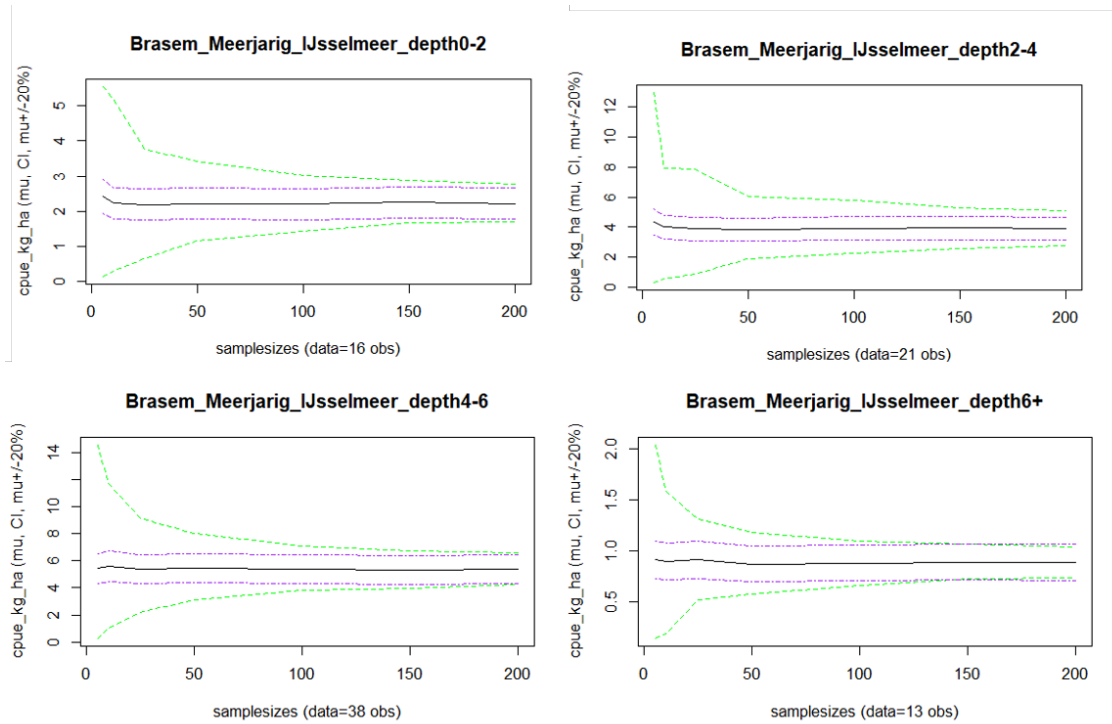 Brasem_Meerjarig_IJsselmeer_depth0-2
cpue_kg_ha (mu, CI, mu+/-20%)
5
4
3
2
1
0
0 50 100 150 200
samplesizes (data=16 obs)
Brasem_Meerjarig_IJsselmeer_depth2-4
cpue_kg_ha (mu, CI, mu+/-20%)
12
10
8
6
4
2
0
0 50 100 150 200
samplesizes (data=21 obs)
Brasem_Meerjarig_IJsselmeer_depth4-6
cpue_kg_ha (mu, CI, mu+/-20%)
14
10
8
6
4
2
0
0 50 100 150 200
samplesizes (data=38 obs)
Brasem_Meerjarig_IJsselmeer_depth6+
cpue_kg_ha (mu, CI, mu+/-20%)
2.0
1.5
1.0
0.5
0 50 100 150 200
samplesizes (data=13 obs)